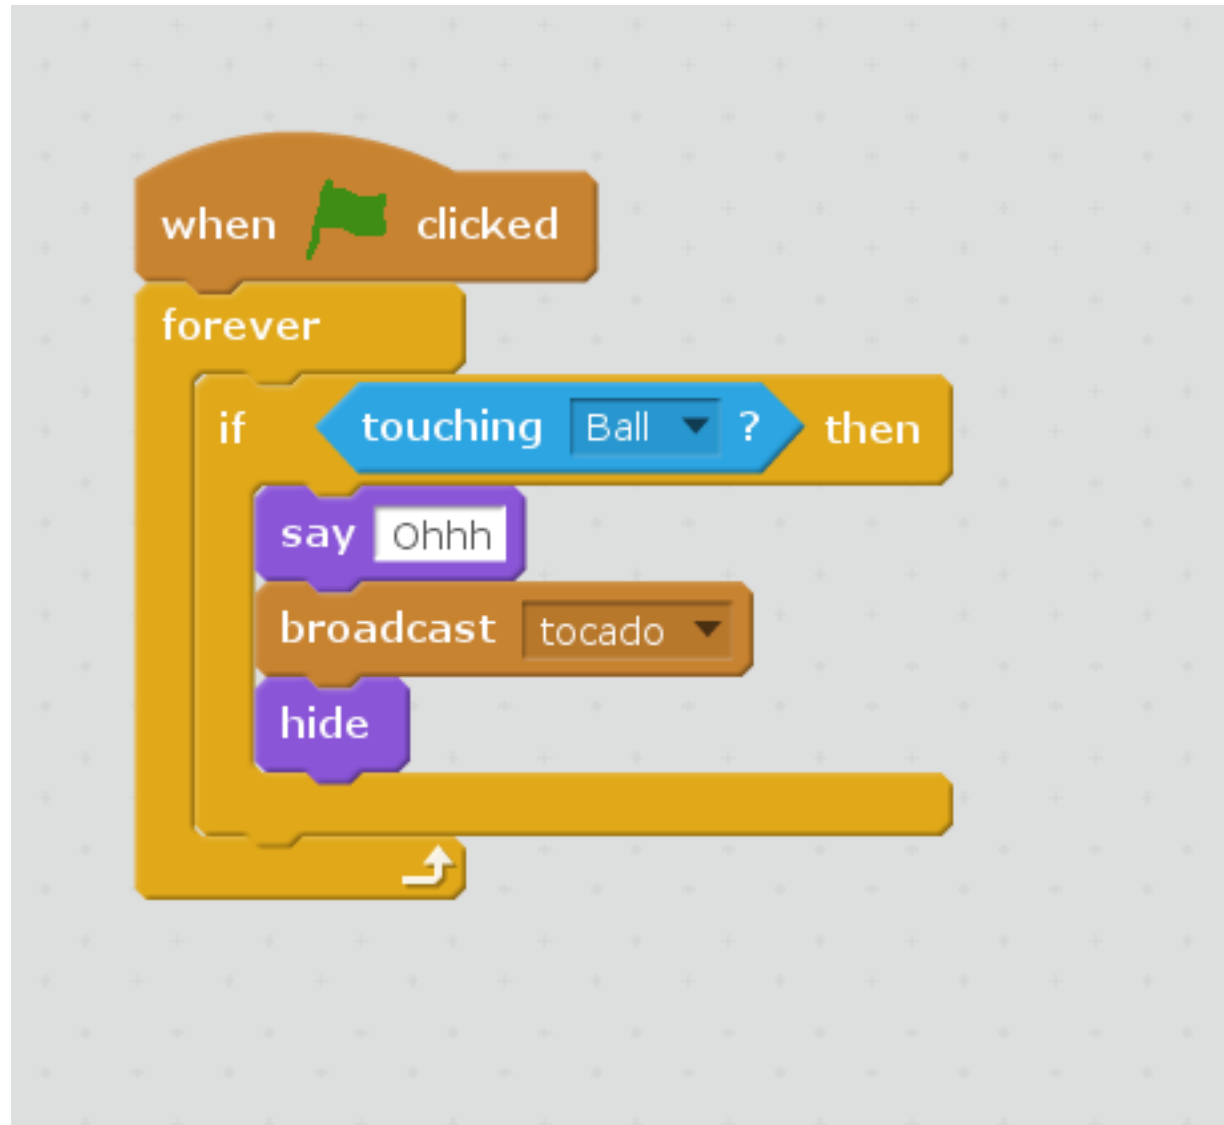 when clicked
forever
if touching Ball ? then
say Ohhh
broadcast tocado
hide